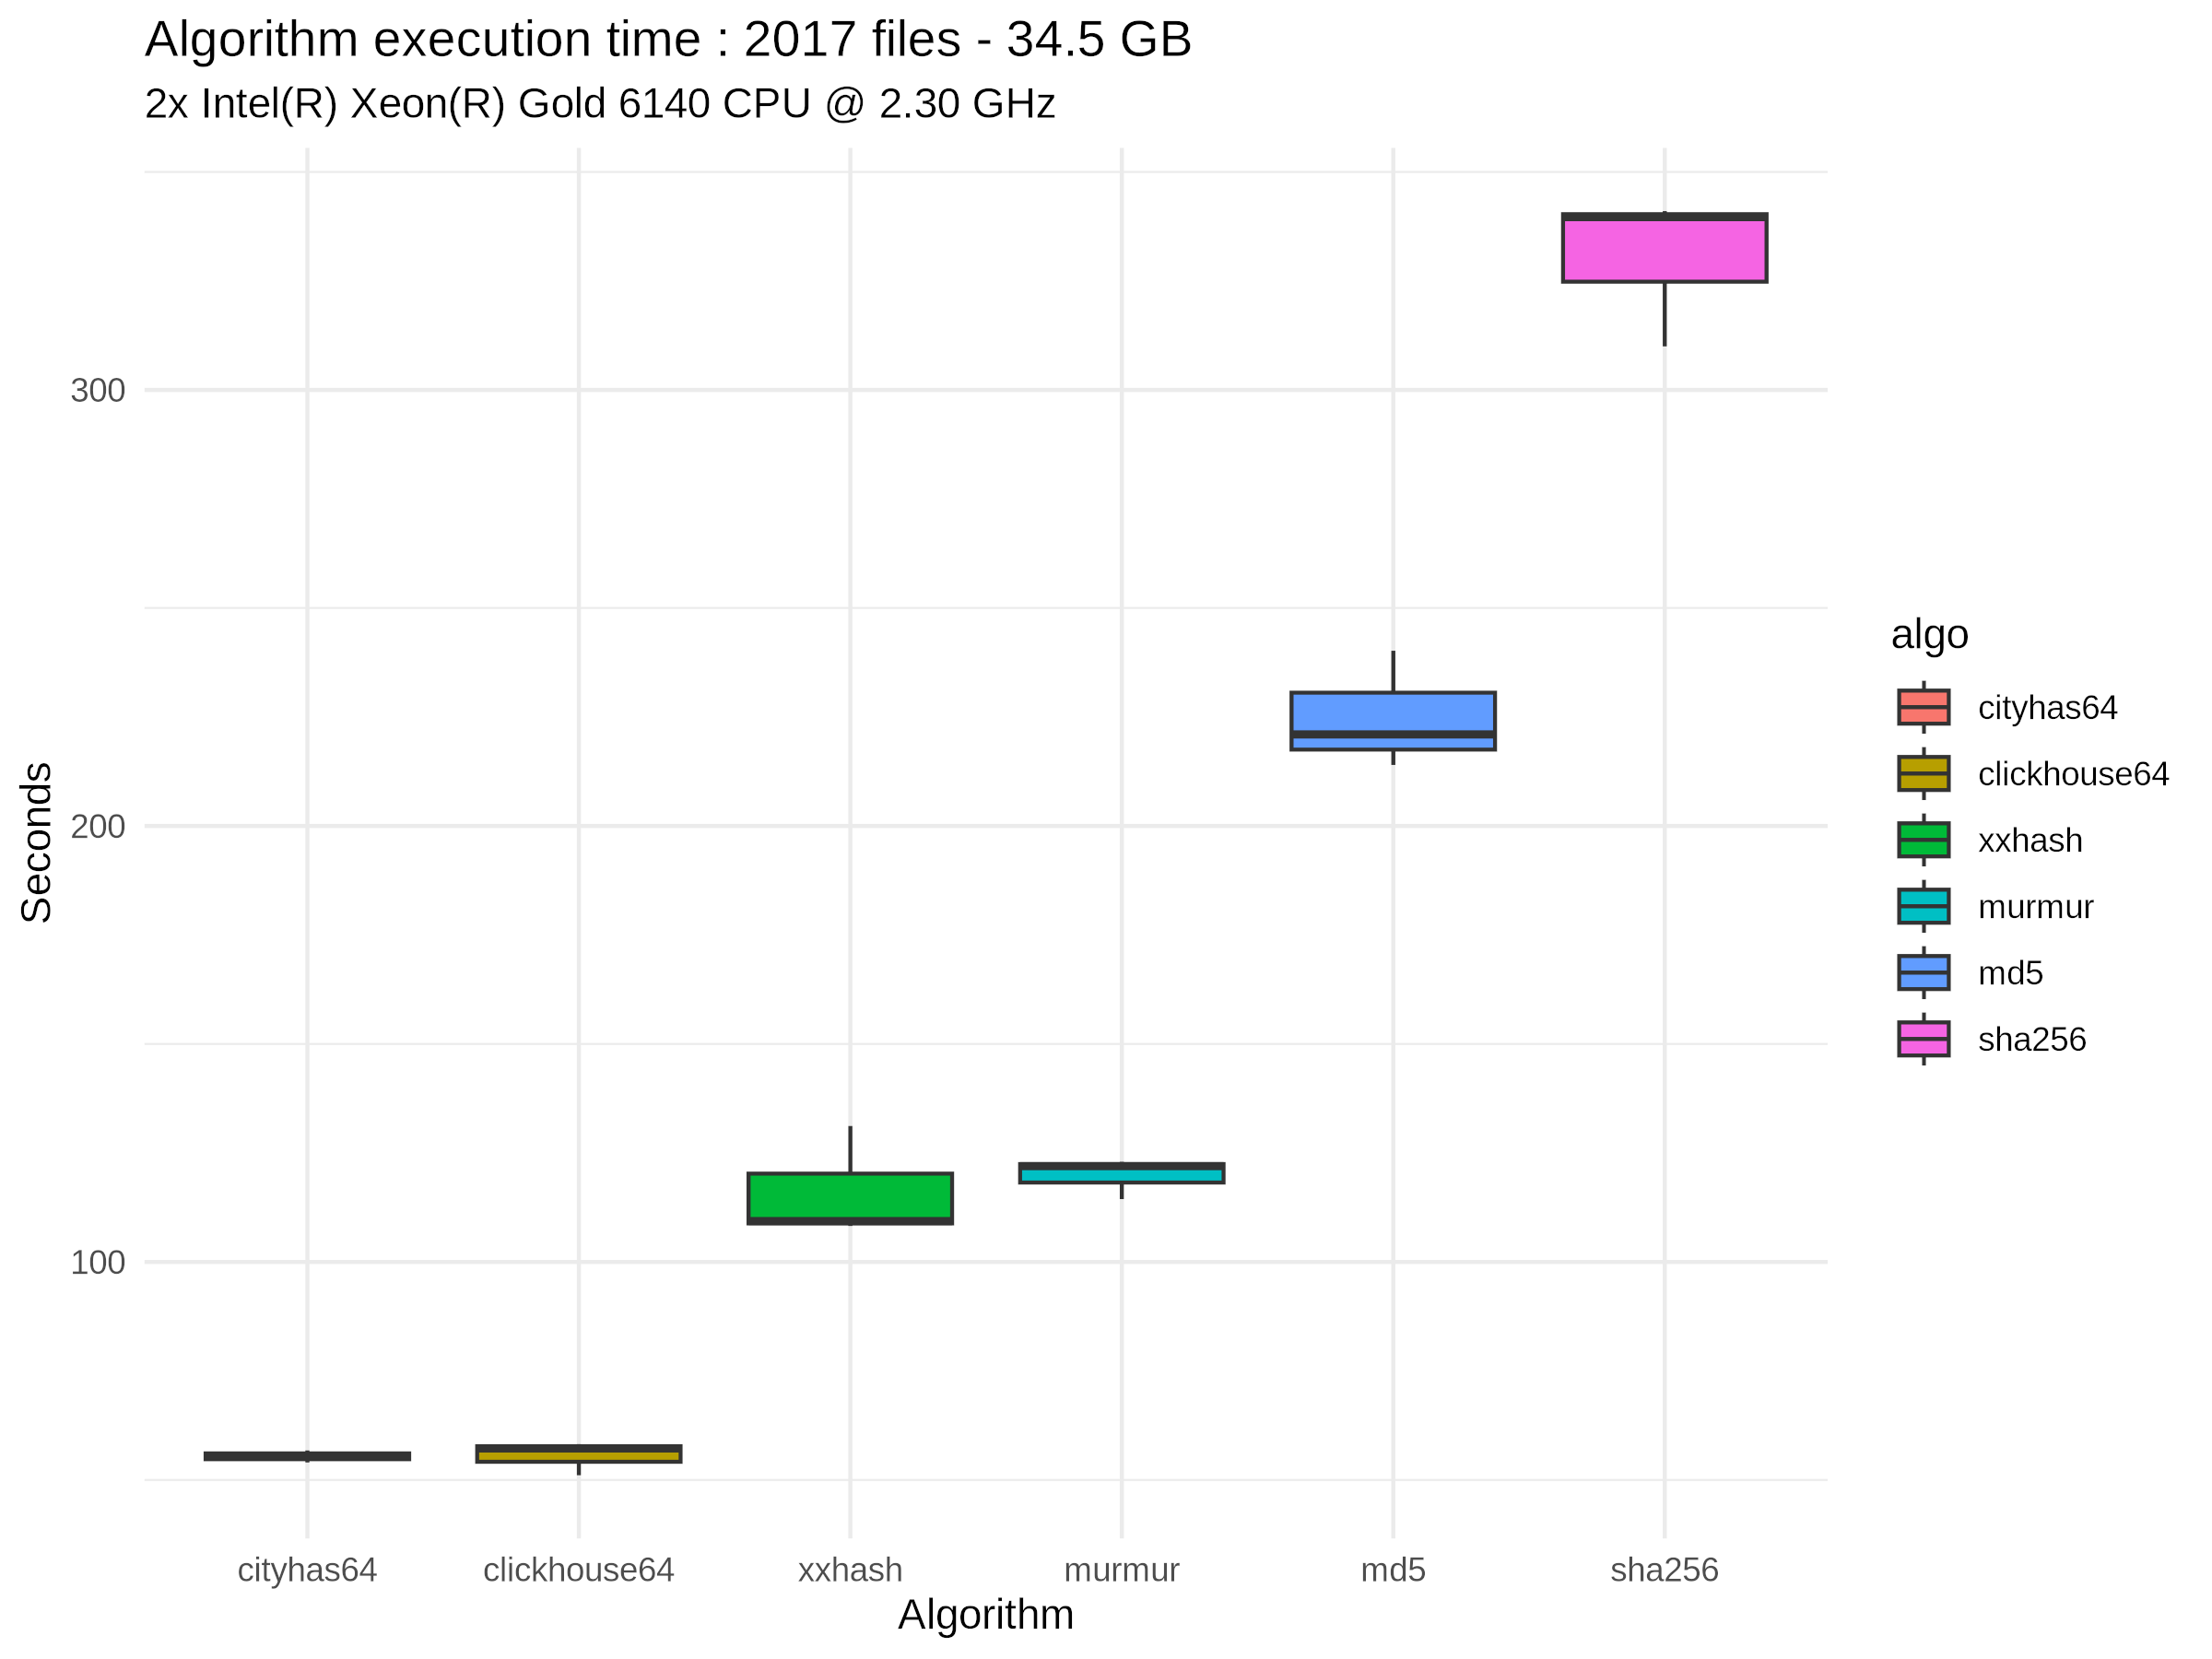 Algorithm execution time : 2017 files - 34.5 GB
2x Intel(R) Xeon(R) Gold 6140 CPU @ 2.30 GHz
300
200
100
Seconds
cityhas64
clickhouse64
xxhash
murmur
md5
sha256
Algorithm
algo
cityhas64
clickhouse64
xxhash
murmur
md5
sha256